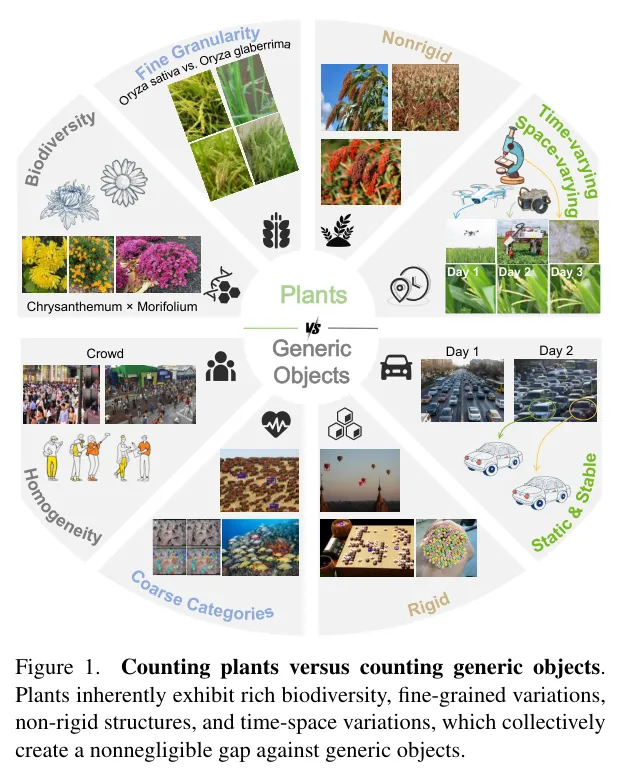 Fine Granularity
Oryza sativa vs. Oryza glaberrima
Nonrigid
Time-varying
Space-varying
Day 1 Day 2 Day 3
Biodiversity
Chrysanthemum × Morifolium
Plants
vs
Generic
Objects
Crowd
Homogeneity
Day 1 Day 2
Static & Stable
Coarse Categories
Rigid
Figure 1. Counting plants versus counting generic objects.
Plants inherently exhibit rich biodiversity, fine-grained variations,
non-rigid structures, and time-space variations, which collectively
create a nonnegligible gap against generic objects.